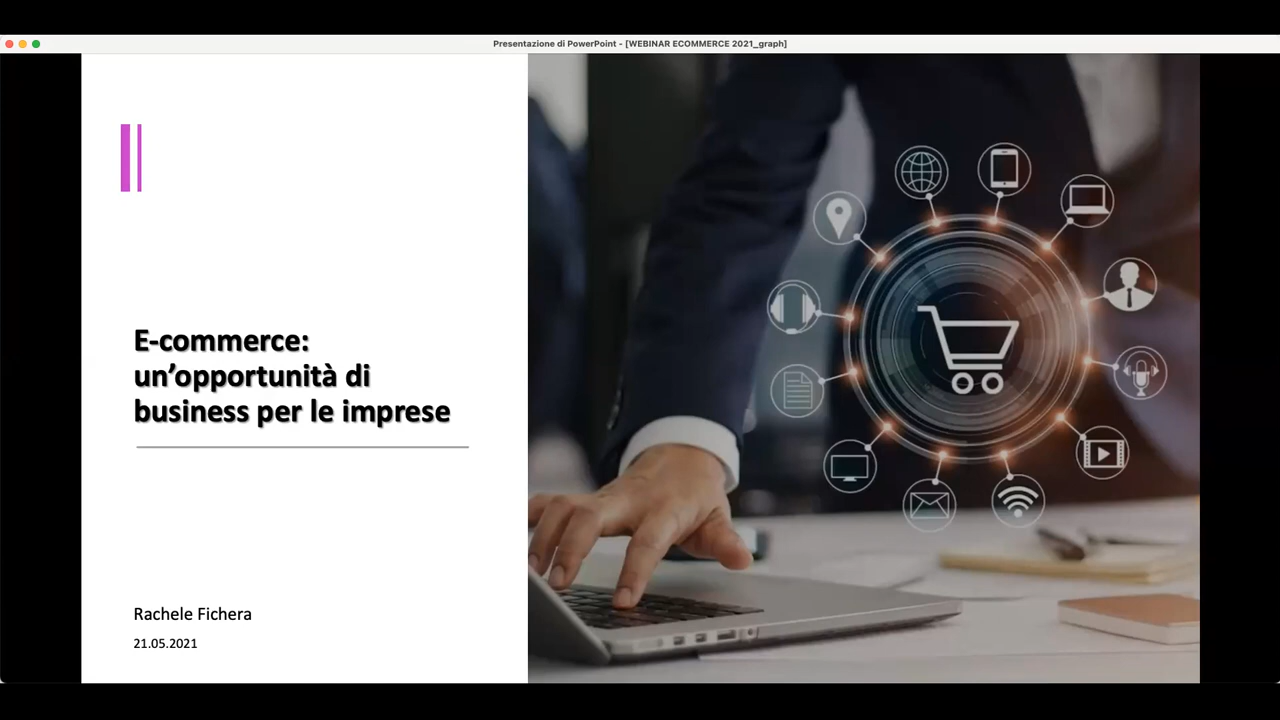 Presentazione di PowerPoint - [WEBINAR ECOMMERCE 2021_graph]
E-commerce:
un’opportunità di
business per le imprese
Rachele Fichera
21.05.2021